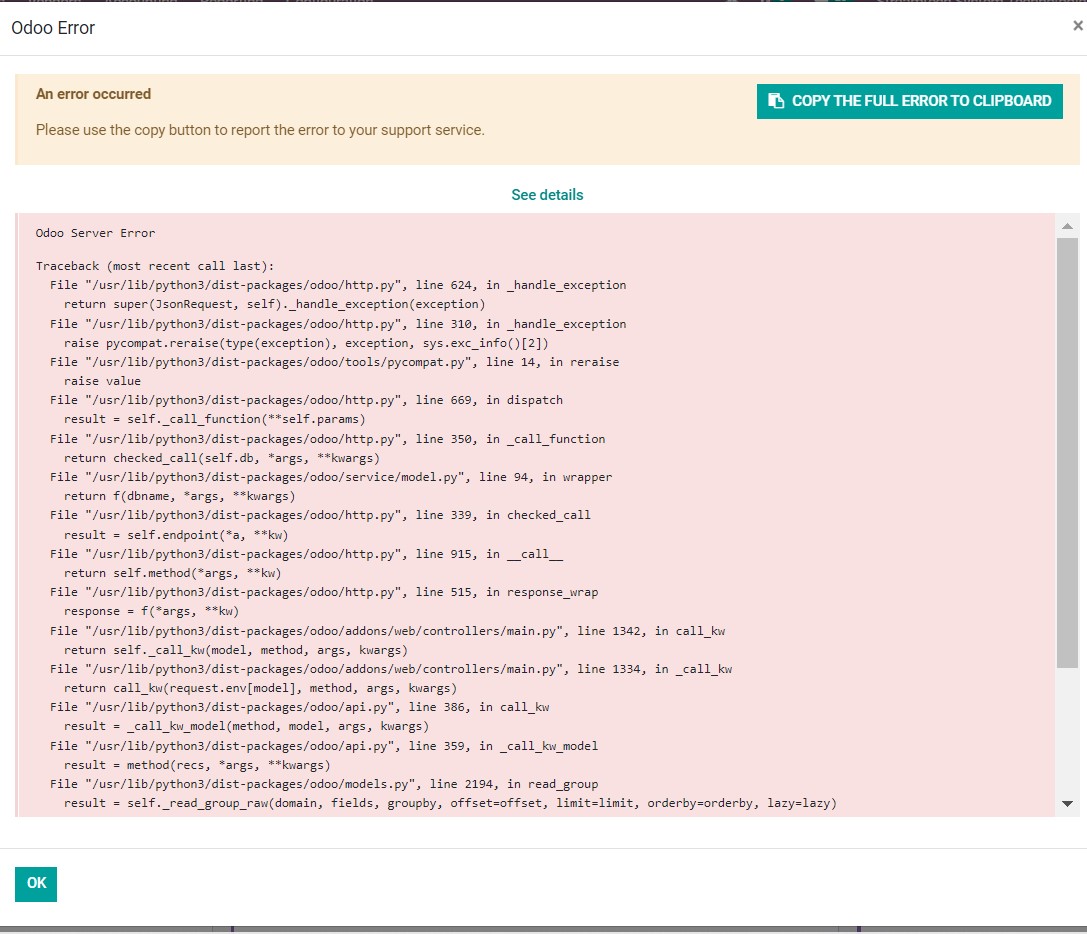 Odoo Error
×
An error occurred
COPY THE FULL ERROR TO CLIPBOARD
Please use the copy button to report the error to your support service.
See details
Odoo Server Error
Traceback (most recent call last):
File "/usr/lib/python3/dist-packages/odoo/http.py", line 624, in _handle_exception
return super(JsonRequest, self)._handle_exception(exception)
File "/usr/lib/python3/dist-packages/odoo/http.py", line 310, in _handle_exception
raise pycompat.reraise(type(exception), exception, sys.exc_info()[2])
File "/usr/lib/python3/dist-packages/odoo/tools/pycompat.py", line 14, in reraise
raise value
File "/usr/lib/python3/dist-packages/odoo/http.py", line 669, in dispatch
result = self._call_function(**self.params)
File "/usr/lib/python3/dist-packages/odoo/http.py", line 350, in _call_function
return checked_call(self.db, *args, **kwargs)
File "/usr/lib/python3/dist-packages/odoo/service/model.py", line 94, in wrapper
return f(dbname, *args, **kwargs)
File "/usr/lib/python3/dist-packages/odoo/http.py", line 339, in checked_call
result = self.endpoint(*a, **kw)
File "/usr/lib/python3/dist-packages/odoo/http.py", line 915, in __call__
return self.method(*args, **kw)
File "/usr/lib/python3/dist-packages/odoo/http.py", line 515, in response_wrap
response = f(*args, **kw)
File "/usr/lib/python3/dist-packages/odoo/addons/web/controllers/main.py", line 1342, in call_kw
return self._call_kw(model, method, args, kwargs)
File "/usr/lib/python3/dist-packages/odoo/addons/web/controllers/main.py", line 1334, in _call_kw
return call_kw(request.env[model], method, args, kwargs)
File "/usr/lib/python3/dist-packages/odoo/api.py", line 386, in call_kw
result = _call_kw_model(method, model, args, kwargs)
File "/usr/lib/python3/dist-packages/odoo/api.py", line 359, in _call_kw_model
result = method(recs, *args, **kwargs)
File "/usr/lib/python3/dist-packages/odoo/models.py", line 2194, in read_group
result = self._read_group_raw(domain, fields, groupby, offset=offset, limit=limit, orderby=orderby, lazy=lazy)
OK